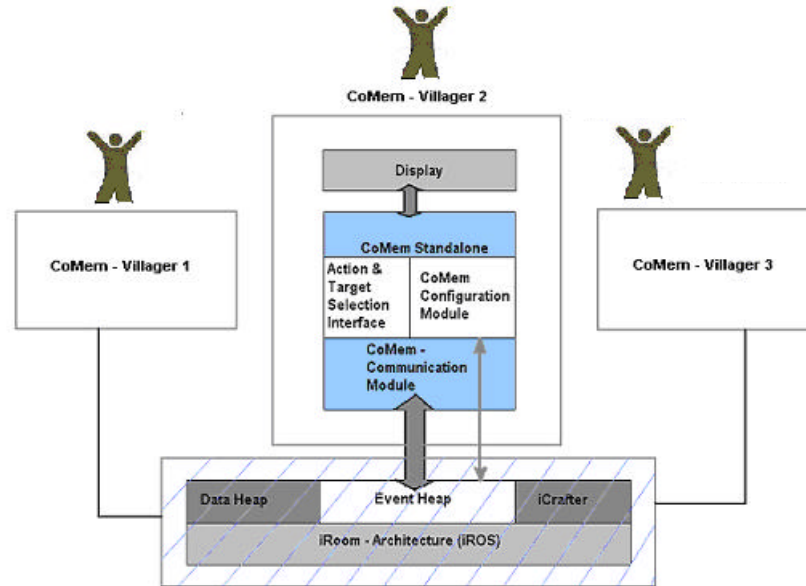 CoMem - Villager 2
CoMem - Villager 1
CoMem - Villager 3
Display
CoMem Standalone
Action &
Target
Selection
Interface
CoMem
Configuration
Module
CoMem -
Communication
Module
Data Heap
Event Heap
iCrafter
iRoom - Architecture (iROS)